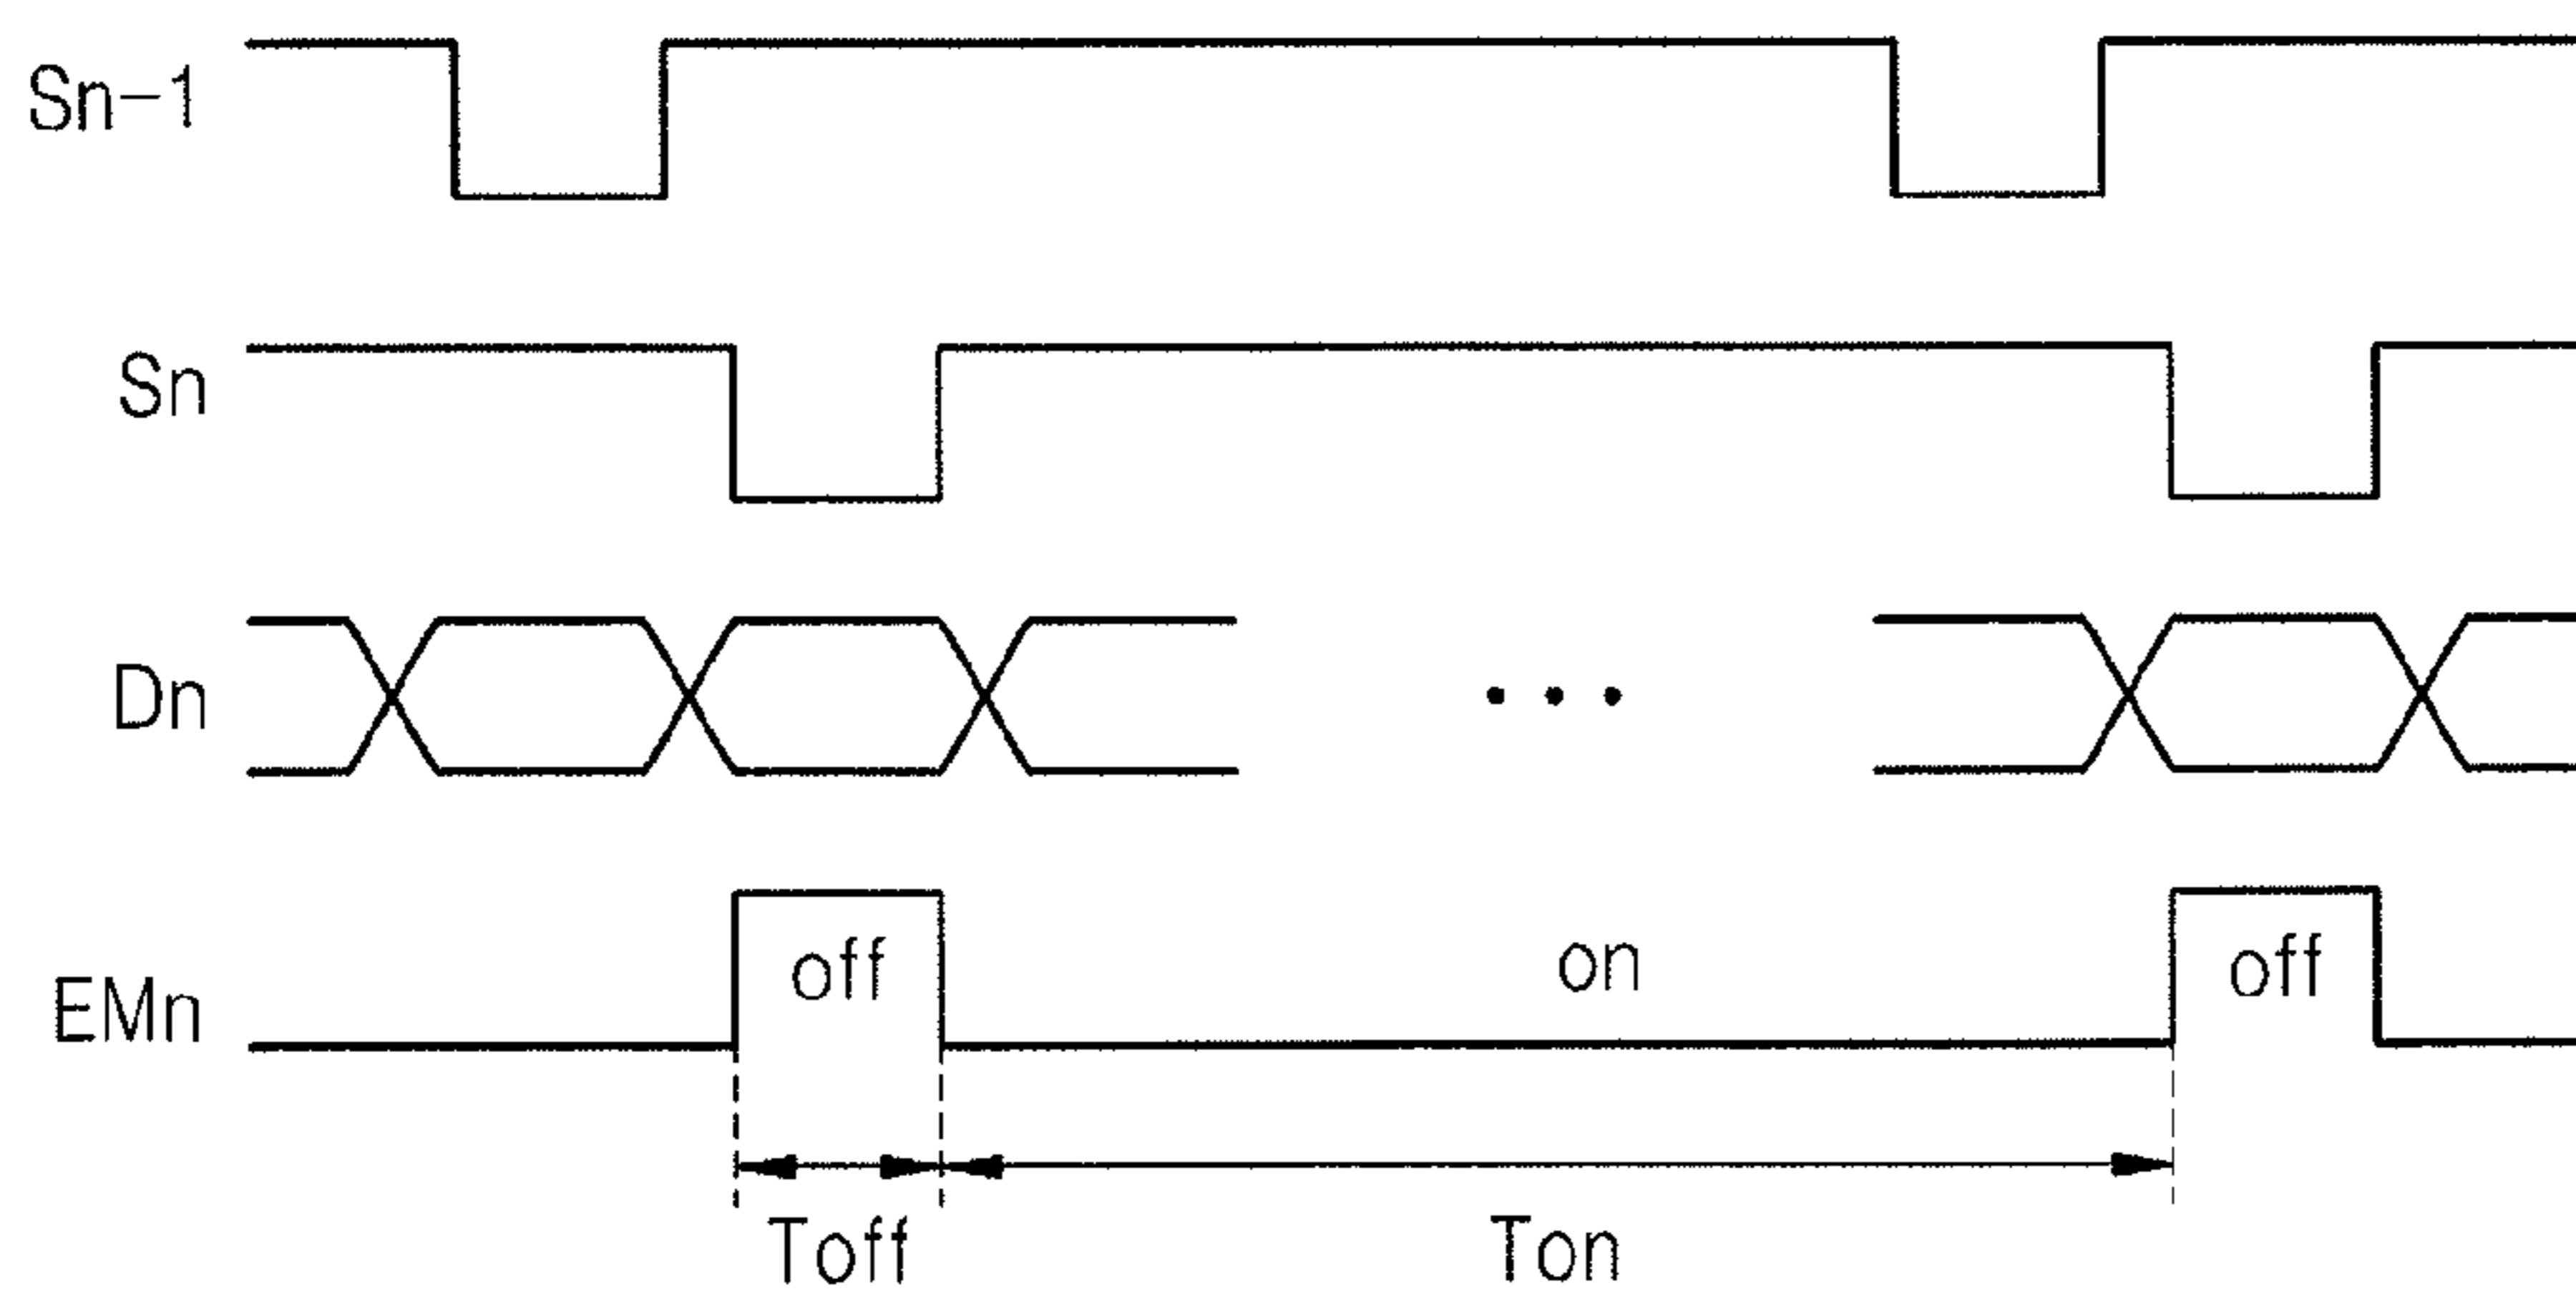 Sn-1
Sn
Dn
• • •
EMn
off
on
off
Toff
Ton